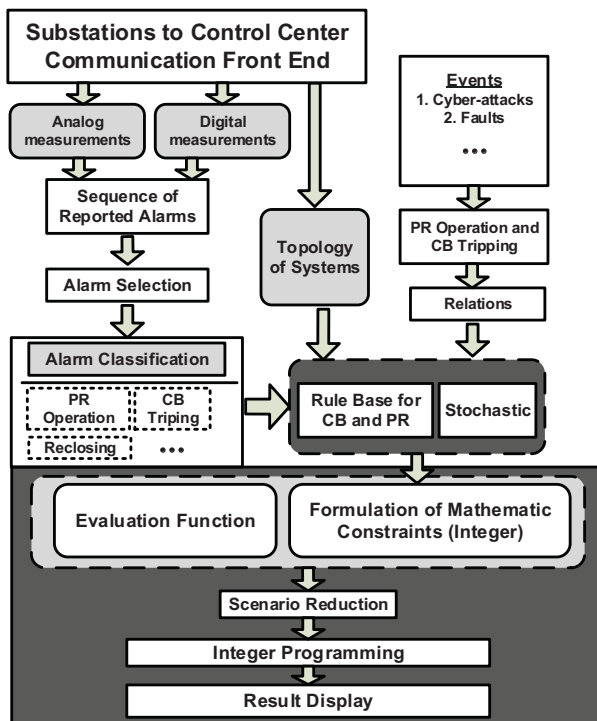 Substations to Control Center
Communication Front End
Events
1. Cyber-attacks
2. Faults
•••
Analog
measurements
Digital
measurements
Sequence of
Reported Alarms
Topology
of Systems
PR Operation and
CB Tripping
Alarm Selection
Relations
Alarm Classification
PR
Operation
CB
Triping
Reclosing
•••
Rule Base for
CB and PR
Stochastic
Evaluation Function
Formulation of Mathematic
Constraints (Integer)
Scenario Reduction
Integer Programming
Result Display